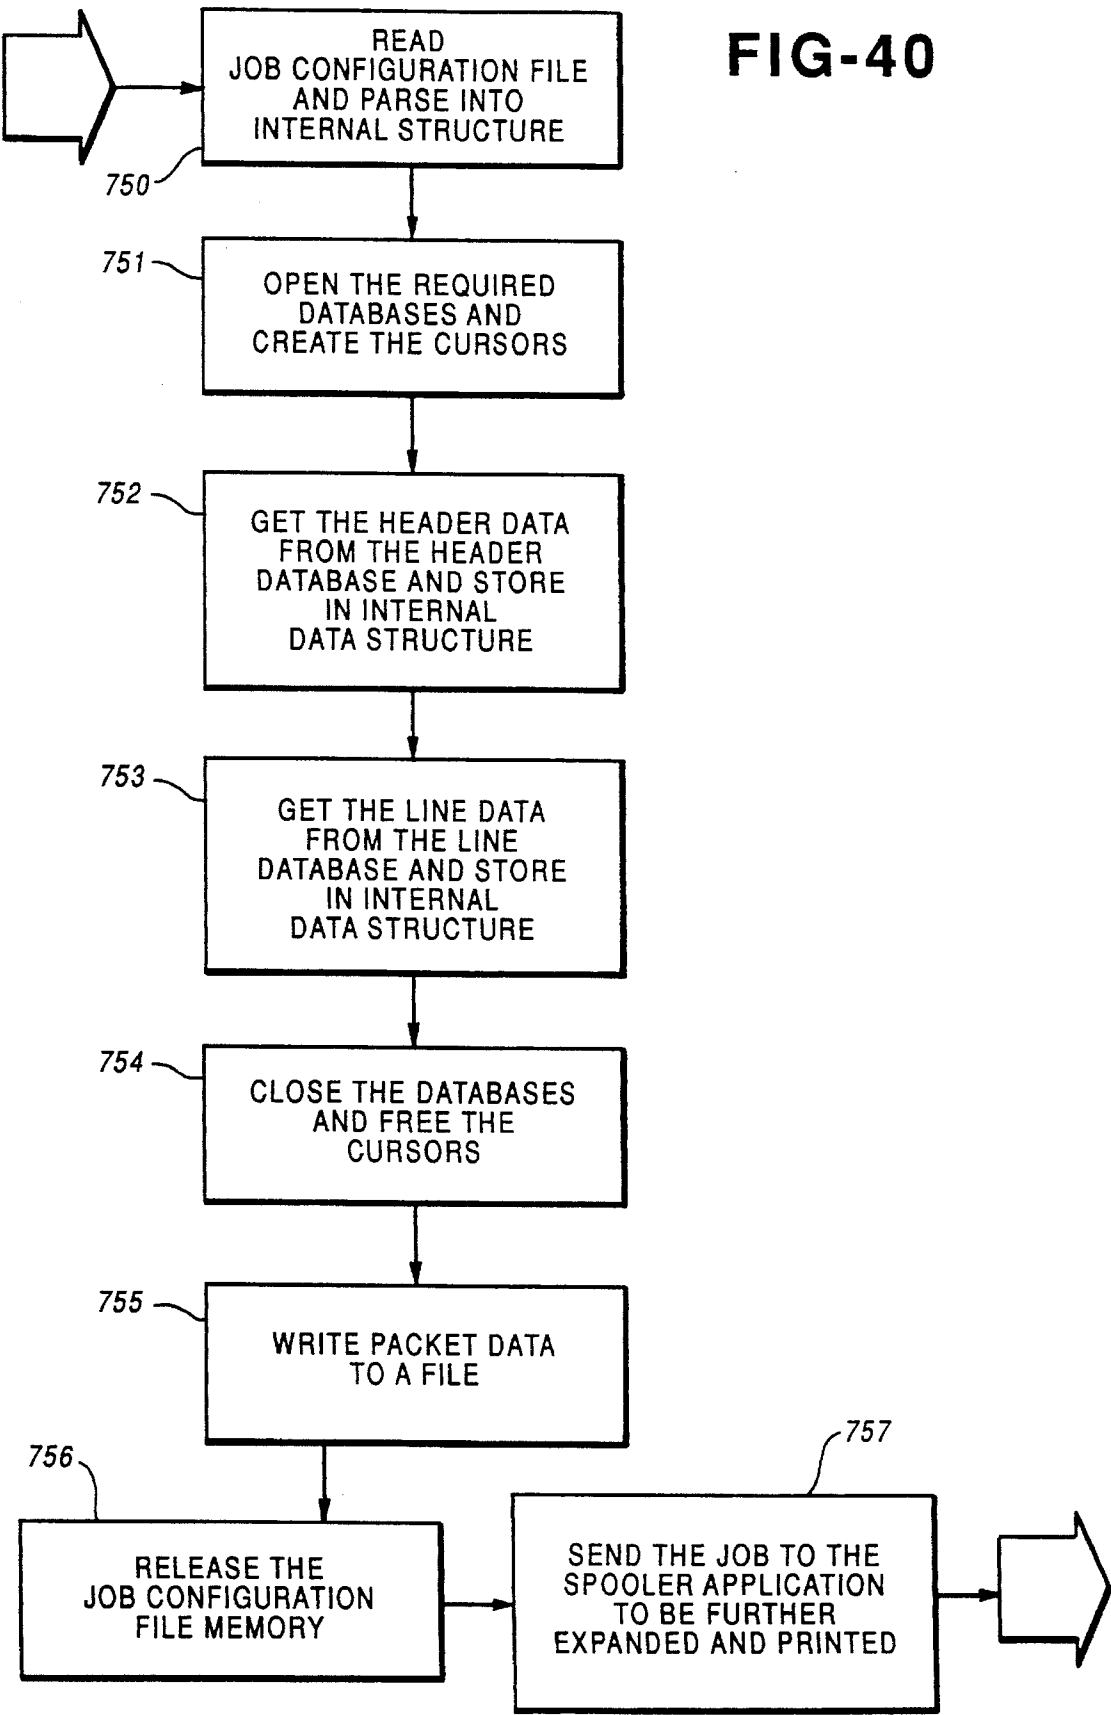 FIG-40
READ
JOB CONFIGURATION FILE
AND PARSE INTO
INTERNAL STRUCTURE
750
751
OPEN THE REQUIRED
DATABASES AND
CREATE THE CURSORS
752
GET THE HEADER DATA
FROM THE HEADER
DATABASE AND STORE
IN INTERNAL
DATA STRUCTURE
753
GET THE LINE DATA
FROM THE LINE
DATABASE AND STORE
IN INTERNAL
DATA STRUCTURE
754
CLOSE THE DATABASES
AND FREE THE
CURSORS
755
WRITE PACKET DATA
TO A FILE
756
RELEASE THE
JOB CONFIGURATION
FILE MEMORY
757
SEND THE JOB TO THE
SPOOLER APPLICATION
TO BE FURTHER
EXPANDED AND PRINTED